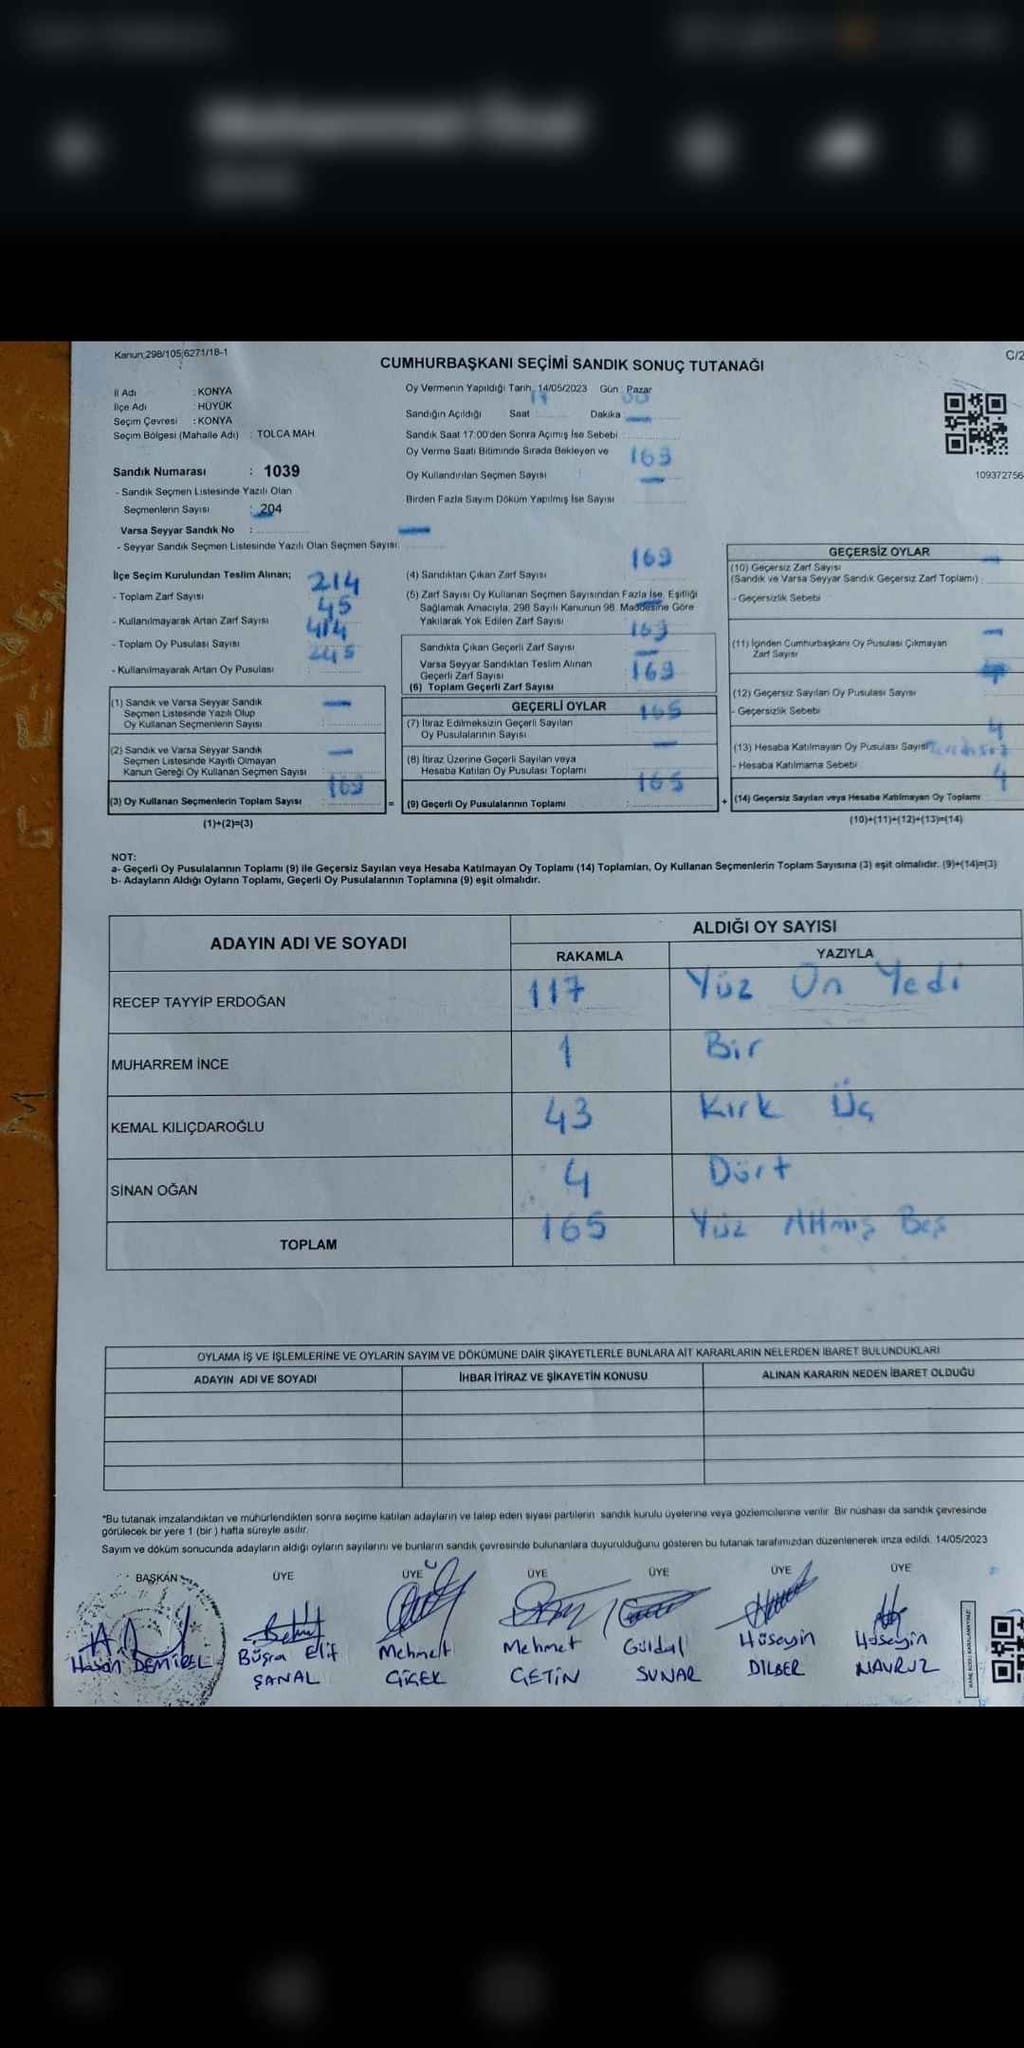 Kanun;298/105;6271/18-1
C/2
CUMHURBAŞKANI SEÇİMİ SANDIK SONUÇ TUTANAĞI
İl Adı : KONYA
İlçe Adı : HÜYÜK
Seçim Çevresi : KONYA
Seçim Bölgesi (Mahalle Adı) : TOLCA MAH
Sandık Numarası : 1039
- Sandık Seçmen Listesinde Yazılı Olan
Seçmenlerin Sayısı : 204
Varsa Seyyar Sandık No :
- Seyyar Sandık Seçmen Listesinde Yazılı Olan Seçmen Sayısı:
Oy Vermenin Yapıldığı Tarih 14/05/2023 Gün : Pazar
Sandığın Açıldığı Saat 17 Dakika 00
Sandık Saat 17:00'den Sonra Açılmış İse Sebebi —
Oy Verme Saati Bitiminde Sırada Bekleyen ve
Oy Kullandırılan Seçmen Sayısı 169
Birden Fazla Sayım Döküm Yapılmış İse Sayısı —
109372756
İlçe Seçim Kurulundan Teslim Alınan;
- Toplam Zarf Sayısı 214
- Kullanılmayarak Artan Zarf Sayısı 45
- Toplam Oy Pusulası Sayısı 414
- Kullanılmayarak Artan Oy Pusulası 245
(1) Sandık ve Varsa Seyyar Sandık
Seçmen Listesinde Yazılı Olup
Oy Kullanan Seçmenlerin Sayısı —
(2) Sandık ve Varsa Seyyar Sandık
Seçmen Listesinde Kayıtlı Olmayan
Kanun Gereği Oy Kullanan Seçmen Sayısı —
(3) Oy Kullanan Seçmenlerin Toplam Sayısı 169 =
(1)+(2)=(3)
(4) Sandıktan Çıkan Zarf Sayısı 169
(5) Zarf Sayısı Oy Kullanan Seçmen Sayısından Fazla İse, Eşitliği
Sağlamak Amacıyla, 298 Sayılı Kanunun 98. Maddesine Göre
Yakılarak Yok Edilen Zarf Sayısı —
Sandıkta Çıkan Geçerli Zarf Sayısı 169
Varsa Seyyar Sandıktan Teslim Alınan
Geçerli Zarf Sayısı —
(6) Toplam Geçerli Zarf Sayısı 169
GEÇERLİ OYLAR
(7) İtiraz Edilmeksizin Geçerli Sayılan
Oy Pusulalarının Sayısı 165
(8) İtiraz Üzerine Geçerli Sayılan veya
Hesaba Katılan Oy Pusulası Toplamı —
(9) Geçerli Oy Pusulalarının Toplamı 165 +
GEÇERSİZ OYLAR
(10) Geçersiz Zarf Sayısı —
(Sandık ve Varsa Seyyar Sandık Geçersiz Zarf Toplamı) :
- Geçersizlik Sebebi
(11) İçinden Cumhurbaşkanı Oy Pusulası Çıkmayan
Zarf Sayısı —
(12) Geçersiz Sayılan Oy Pusulası Sayısı
- Geçersizlik Sebebi
(13) Hesaba Katılmayan Oy Pusulası Sayısı 4
- Hesaba Katılmama Sebebi
(14) Geçersiz Sayılan veya Hesaba Katılmayan Oy Toplamı 4
(10)+(11)+(12)+(13)=(14)
NOT:
a- Geçerli Oy Pusulalarının Toplamı (9) ile Geçersiz Sayılan veya Hesaba Katılmayan Oy Toplamı (14) Toplamları, Oy Kullanan Seçmenlerin Toplam Sayısına (3) eşit olmalıdır. (9)+(14)=(3)
b- Adayların Aldığı Oyların Toplamı, Geçerli Oy Pusulalarının Toplamına (9) eşit olmalıdır.
ADAYIN ADI VE SOYADI
ALDIĞI OY SAYISI
RAKAMLA YAZIYLA
RECEP TAYYİP ERDOĞAN 117 Yüz On Yedi
MUHARREM İNCE 1 Bir
KEMAL KILIÇDAROĞLU 43 Kırk Üç
SİNAN OĞAN 4 Dört
TOPLAM 165 Yüz Altmış Beş
OYLAMA İŞ VE İŞLEMLERİNE VE OYLARIN SAYIM VE DÖKÜMÜNE DAİR ŞİKAYETLERLE BUNLARA AİT KARARLARIN NELERDEN İBARET BULUNDUKLARI
ADAYIN ADI VE SOYADI İHBAR İTİRAZ VE ŞİKAYETİN KONUSU ALINAN KARARIN NEDEN İBARET OLDUĞU
*Bu tutanak imzalandıktan ve mühürlendikten sonra seçime katılan adayların ve talep eden siyasi partilerin sandık kurulu üyelerine veya gözlemcilerine verilir. Bir nüshası da sandık çevresinde
görülecek bir yere 1 (bir ) hafta süreyle asılır.
Sayım ve döküm sonucunda adayların aldığı oyların sayılarını ve bunların sandık çevresinde bulunanlara duyurulduğunu gösteren bu tutanak tarafımızdan düzenlenerek imza edildi. 14/05/2023
BAŞKAN ÜYE ÜYE ÜYE ÜYE ÜYE ÜYE
Hasan DEMİREL Büşra Elif Mehmet Mehmet Güldal Hüseyin Hüseyin
ŞANAL ÇİÇEK ÇETİN SUNAR DİLBER NAVRUZ